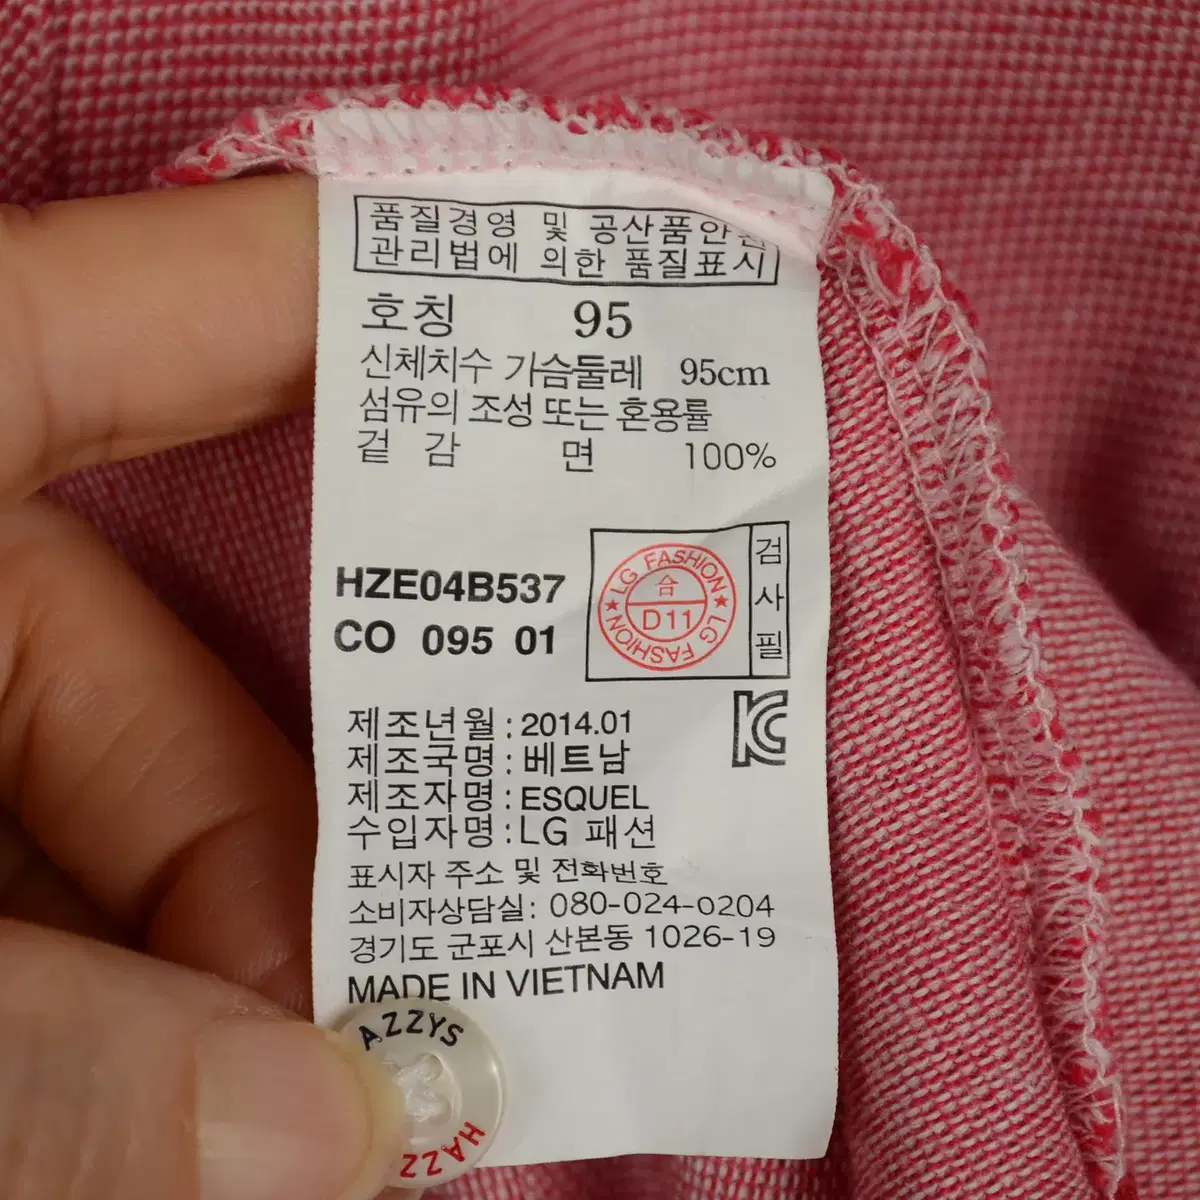 품질경영 및 공산품안전
관리법에 의한 품질표시
호칭 95
신체치수 가슴둘레 95cm
섬유의 조성 또는 혼용률
겉감 면 100%
HZE04B537
CO 095 01
LG FASHION ★ LG FASHION ★
合
D11
검사필
제조년월 : 2014.01
제조국명 : 베트남
제조자명 : ESQUEL
수입자명 : LG 패션
표시자 주소 및 전화번호
소비자상담실: 080-024-0204
경기도 군포시 산본동 1026-19
MADE IN VIETNAM
AZZYS
HAZZ